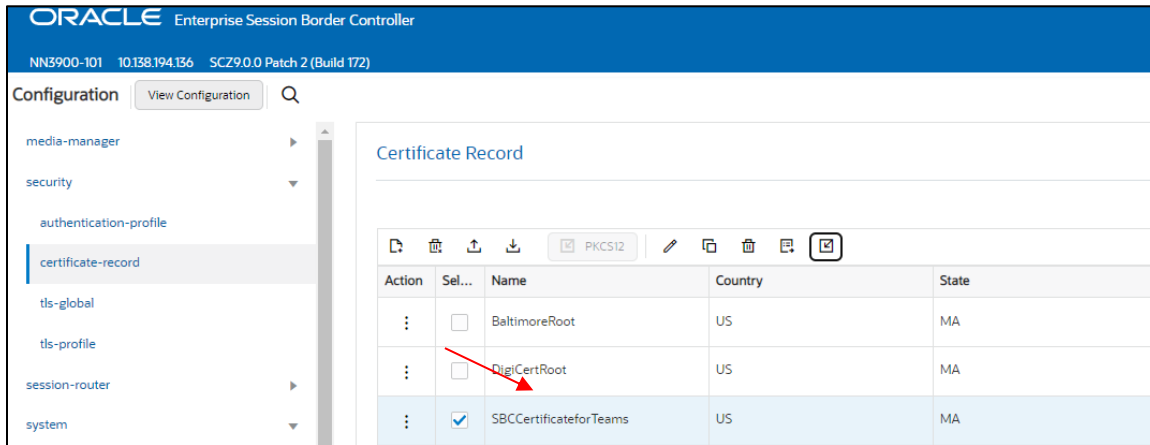 ORACLE Enterprise Session Border Controller
NN3900-101 10.138.194.136 SCZ9.0.0 Patch 2 (Build 172)
Configuration View Configuration
media-manager
security
authentication-profile
certificate-record
tls-global
tls-profile
session-router
system
Certificate Record
PKCS12
Action Sel... Name Country State
BaltimoreRoot US MA
DigiCertRoot US MA
SBCCertificateforTeams US MA